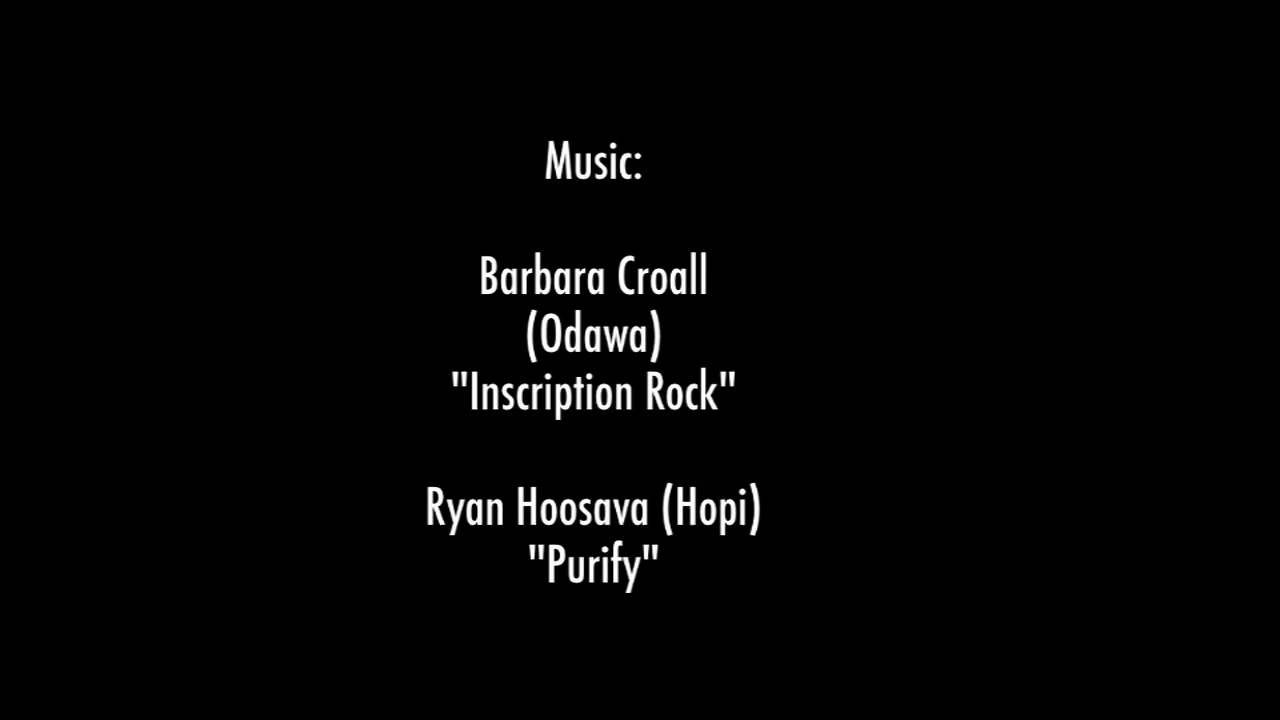 Music:
Barbara Croall
(Odawa)
"Inscription Rock"
Ryan Hoosava (Hopi)
"Purify"